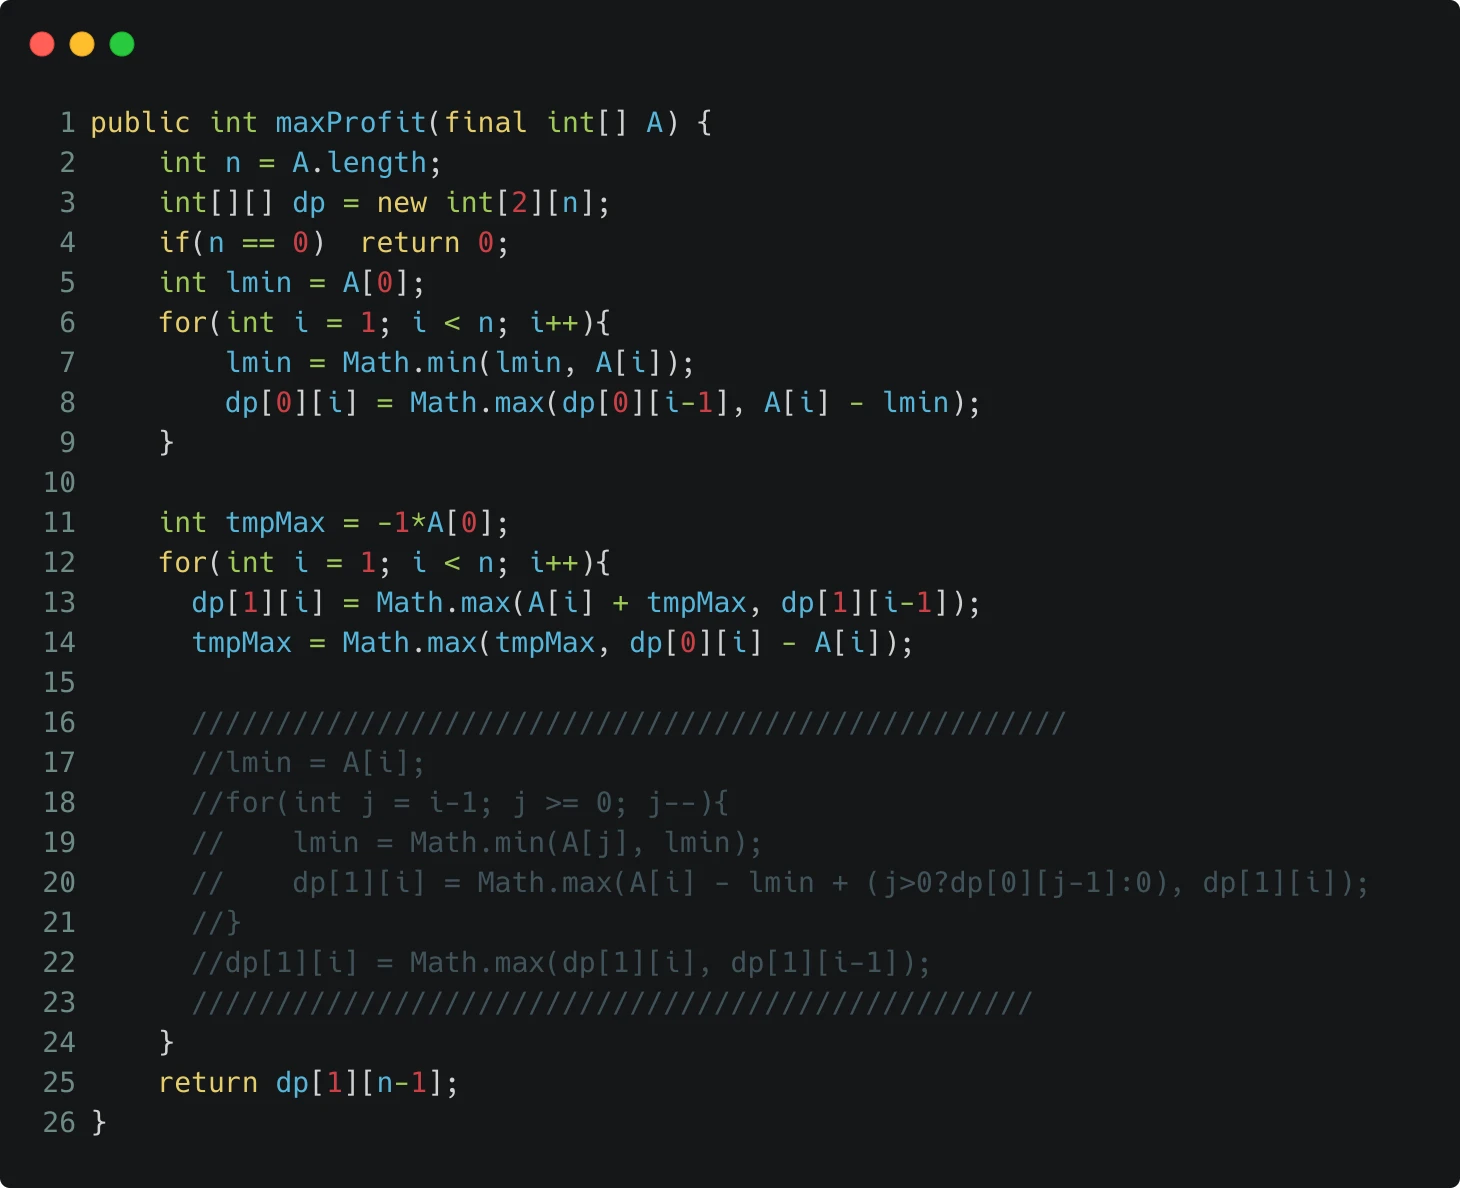 1 public int maxProfit(final int[] A) {
2     int n = A.length;
3     int[][] dp = new int[2][n];
4     if(n == 0)  return 0;
5     int lmin = A[0];
6     for(int i = 1; i < n; i++){
7         lmin = Math.min(lmin, A[i]);
8         dp[0][i] = Math.max(dp[0][i-1], A[i] - lmin);
9     }
10
11     int tmpMax = -1*A[0];
12     for(int i = 1; i < n; i++){
13       dp[1][i] = Math.max(A[i] + tmpMax, dp[1][i-1]);
14       tmpMax = Math.max(tmpMax, dp[0][i] - A[i]);
15
16       ////////////////////////////////////////////////////
17       //lmin = A[i];
18       //for(int j = i-1; j >= 0; j--){
19       //    lmin = Math.min(A[j], lmin);
20       //    dp[1][i] = Math.max(A[i] - lmin + (j>0?dp[0][j-1]:0), dp[1][i]);
21       //}
22       //dp[1][i] = Math.max(dp[1][i], dp[1][i-1]);
23       //////////////////////////////////////////////////
24     }
25     return dp[1][n-1];
26 }